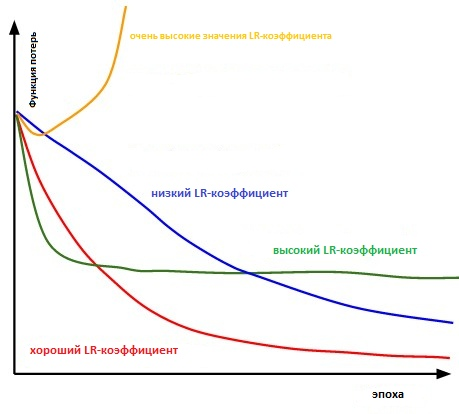 очень высокие значения LR-коэффициента
Функция потерь
низкий LR-коэффициент
высокий LR-коэффициент
хороший LR-коэффициент
эпоха